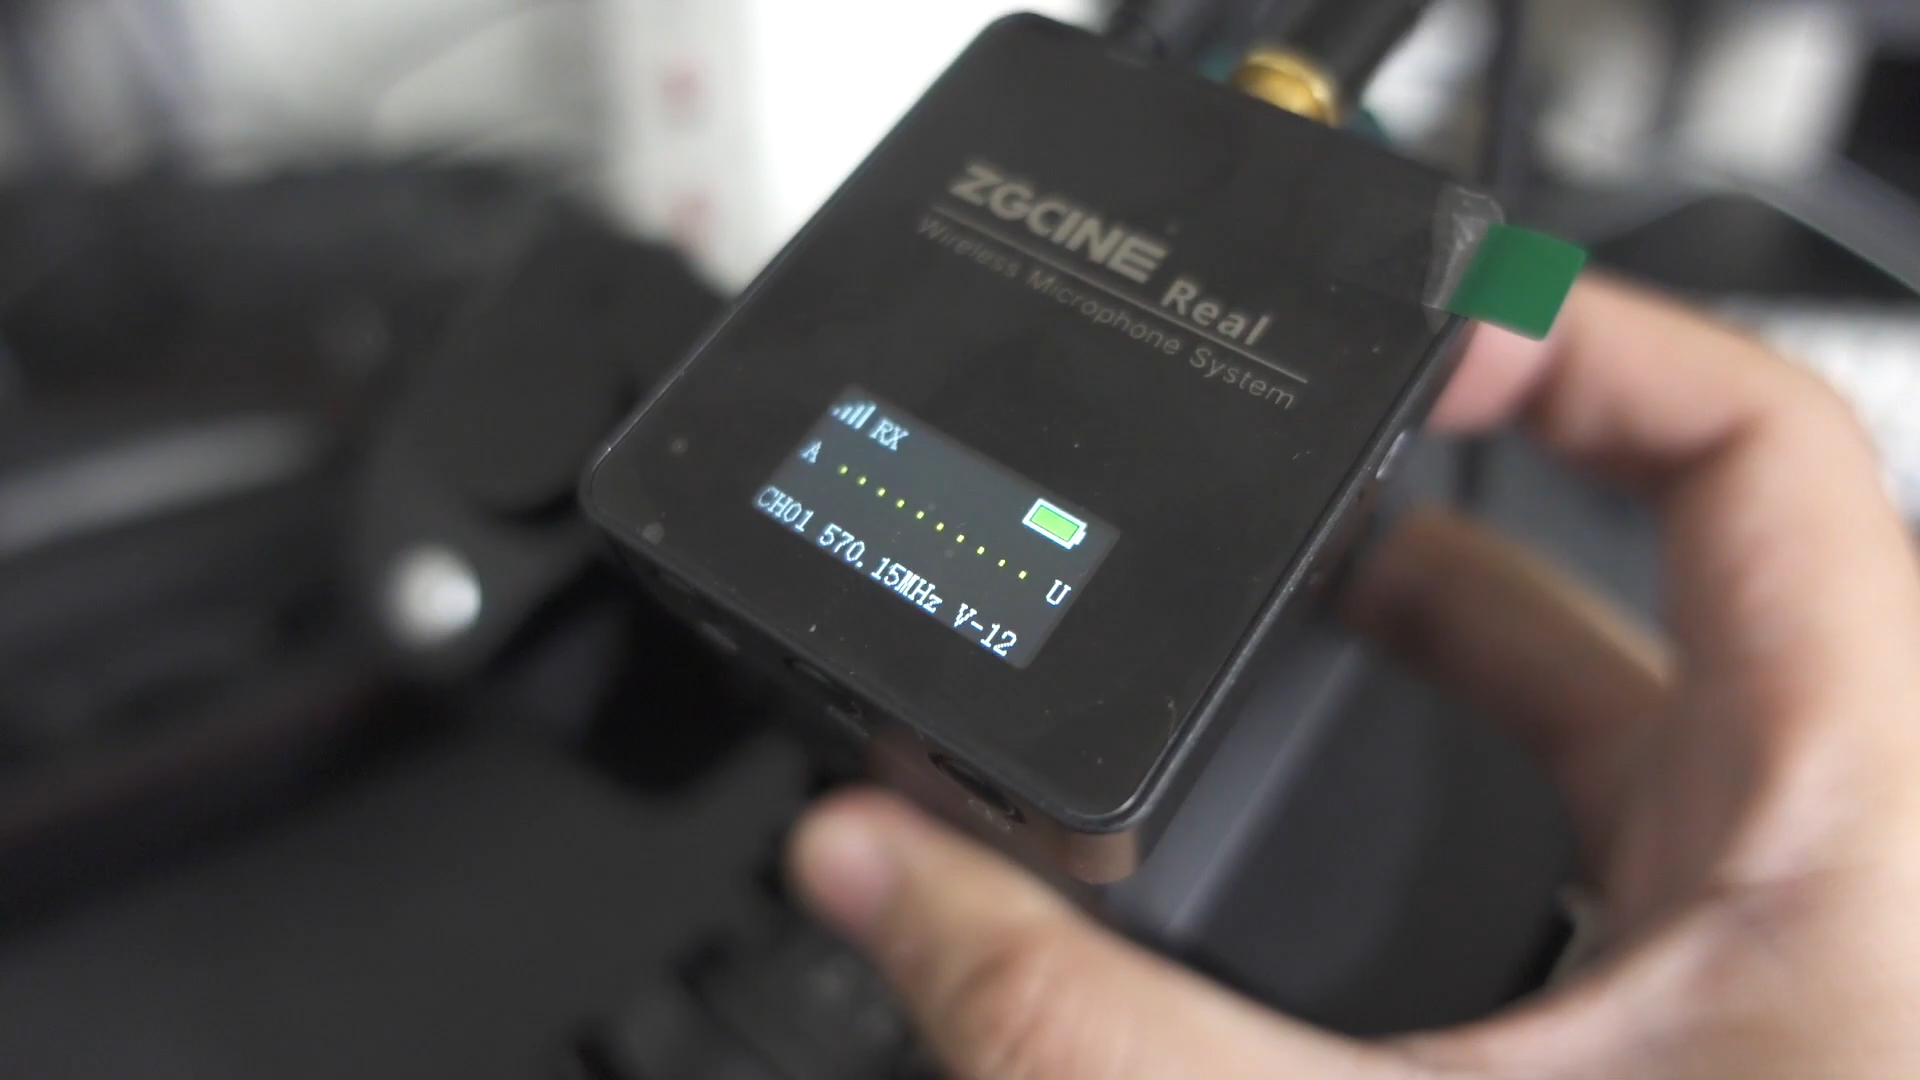 ZGCINE Real
Wireless Microphone System
RX
A U
CH01 570.15MHz V-12